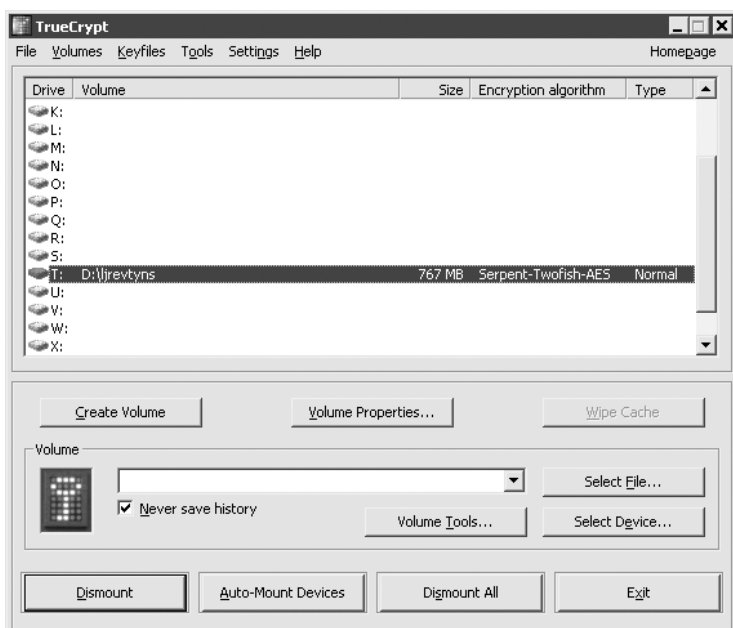 TrueCrypt
File Volumes Keyfiles Tools Settings Help Homepage
Drive Volume Size Encryption algorithm Type
K:
L:
M:
N:
O:
P:
Q:
R:
S:
T: D:\ljrevtyns 767 MB Serpent-Twofish-AES Normal
U:
V:
W:
X:
Create Volume Volume Properties... Wipe Cache
Volume
Select File...
Never save history
Volume Tools... Select Device...
Dismount Auto-Mount Devices Dismount All Exit